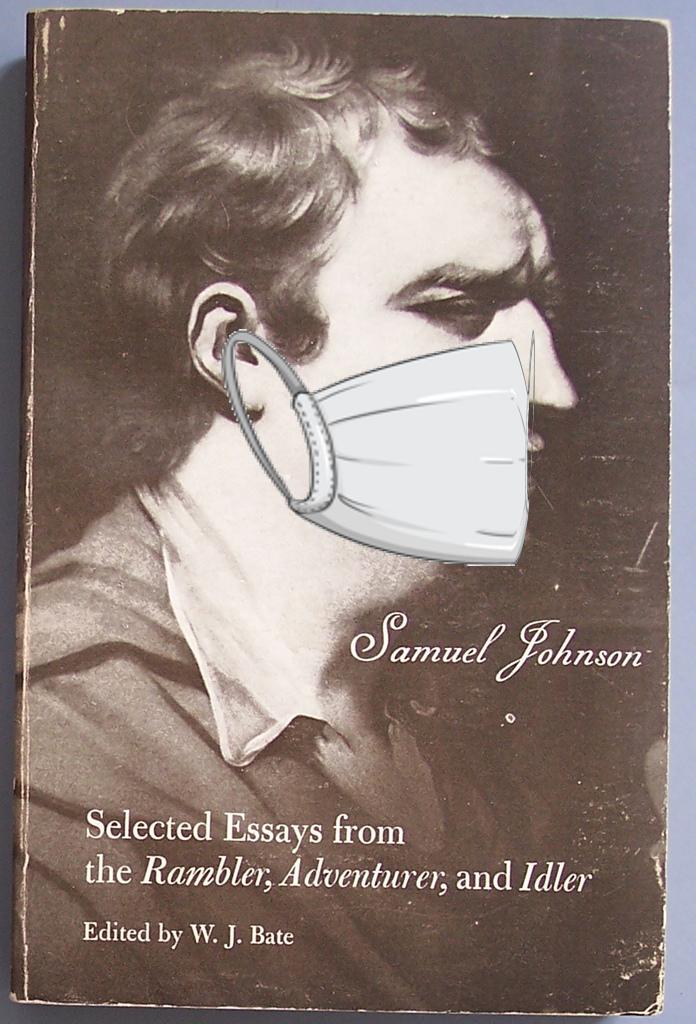 Samuel Johnson
Selected Essays from
the Rambler, Adventurer, and Idler
Edited by W. J. Bate